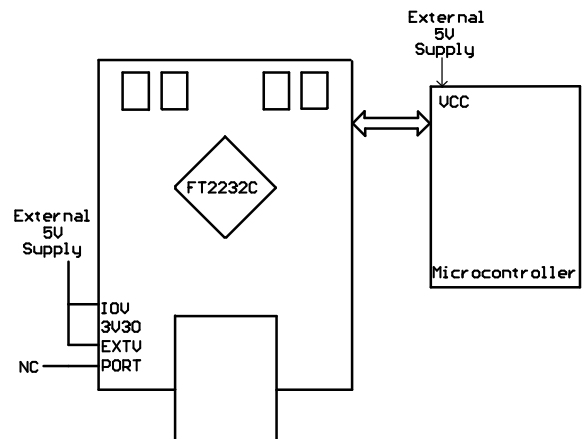 External
5V
Supply
VCC
FT2232C
External
5V
Supply
Microcontroller
IOV
3V3O
EXTV
NC PORT